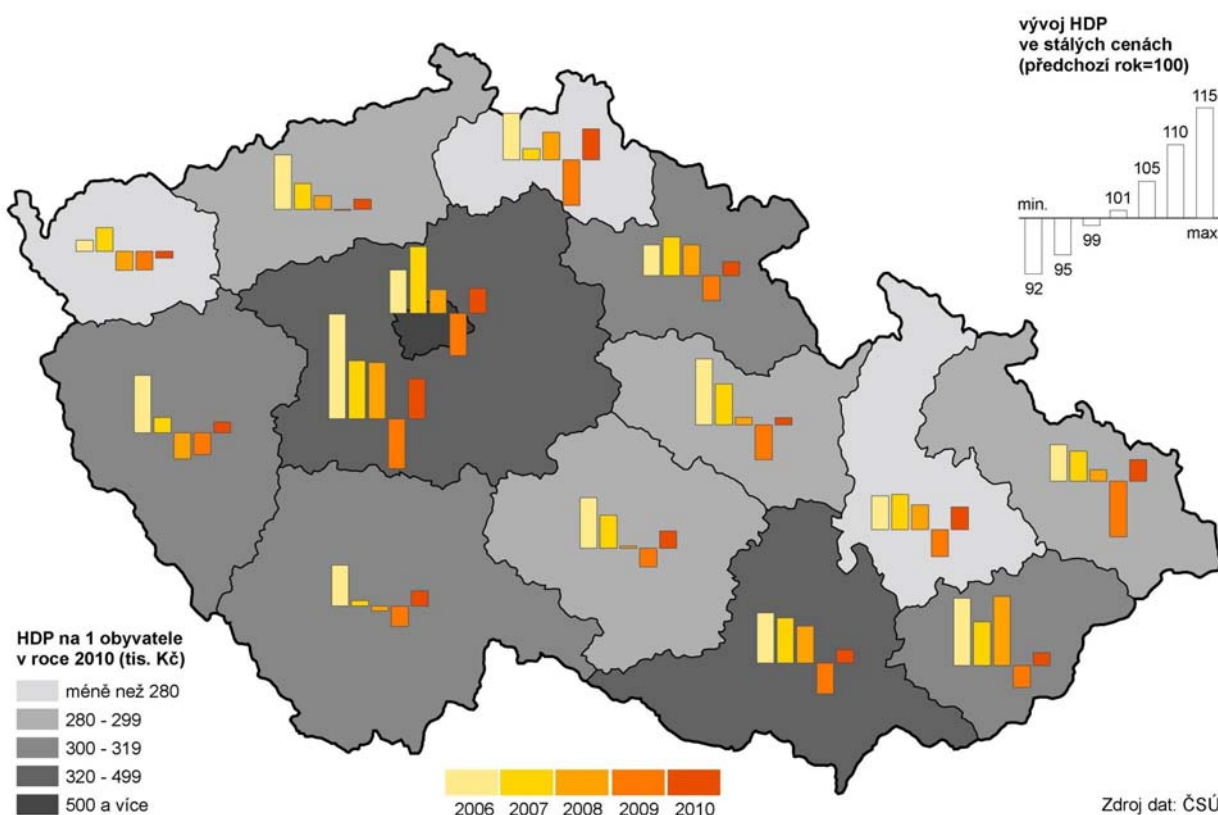 vývoj HDP
ve stálých cenách
(předchozí rok=100)
115
110
105
101
min.
99
max.
95
92
HDP na 1 obyvatele
v roce 2010 (tis. Kč)
méně než 280
280 - 299
300 - 319
320 - 499
500 a více
2006 2007 2008 2009 2010
Zdroj dat: ČSÚ